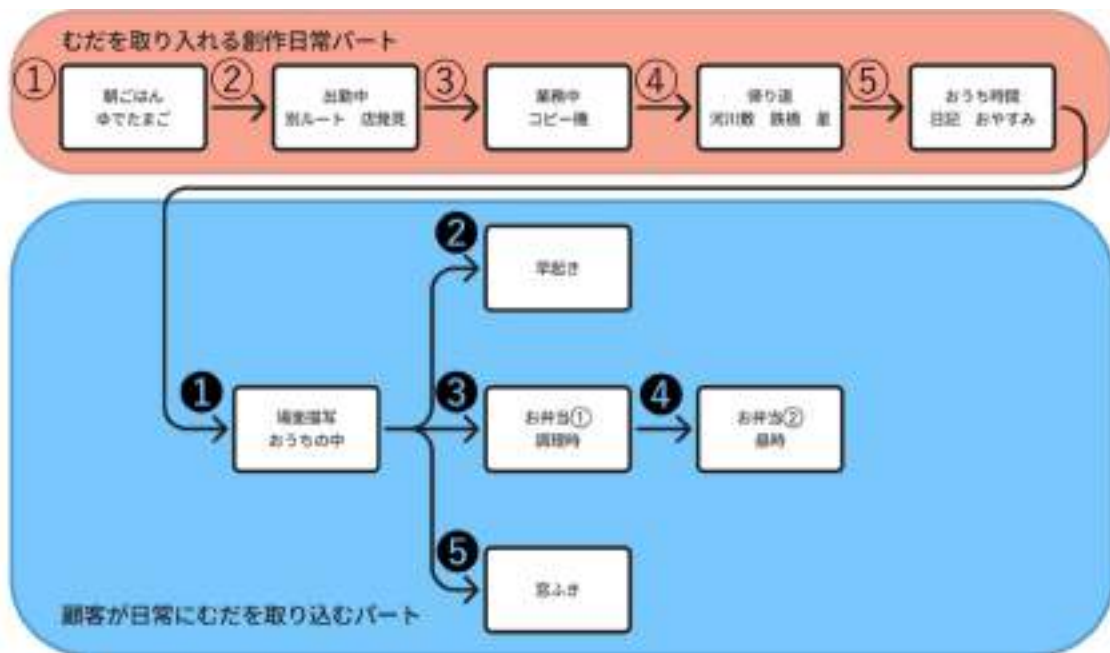 むだを取り入れる創作日常パート
①
朝ごはん
ゆでたまご
②
出勤中
別ルート　店発見
③
業務中
コピー機
④
帰り道
河川敷　鉄橋　星
⑤
おうち時間
日記　おやすみ
❶
場面描写
おうちの中
❷
早起き
❸
お弁当①
調理時
❹
お弁当②
昼時
❺
窓ふき
顧客が日常にむだを取り込むパート